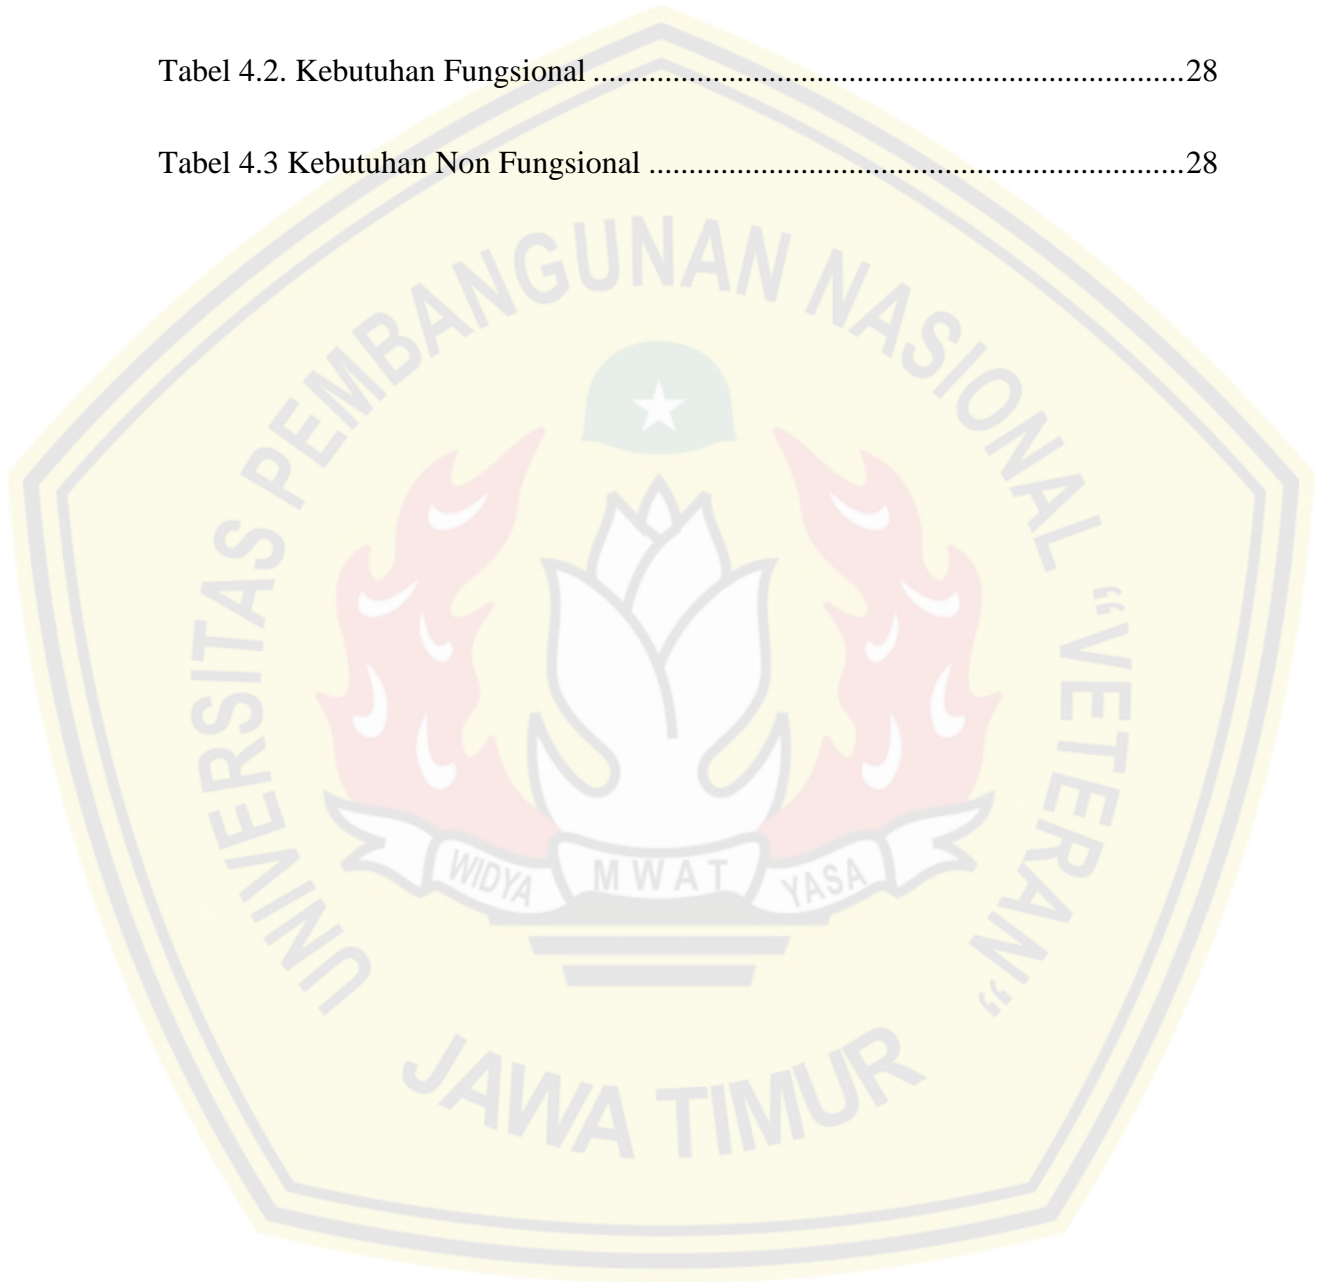 Tabel 4.2. Kebutuhan Fungsional ..........................................................................28
Tabel 4.3 Kebutuhan Non Fungsional ...................................................................28
UNIVERSITAS PEMBANGUNAN NASIONAL “VETERAN”
WIDYA MWAT YASA
JAWA TIMUR